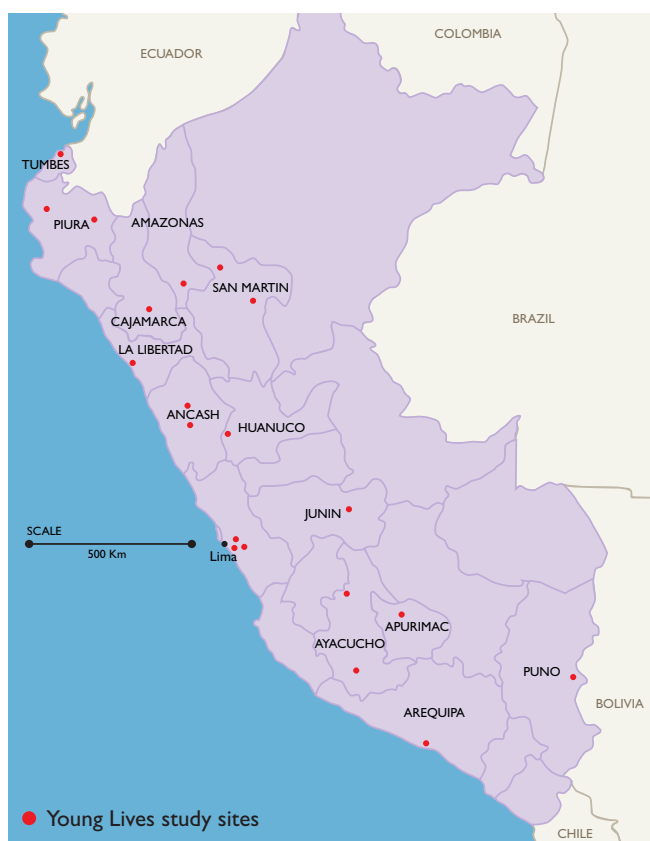 COLOMBIA
ECUADOR
TUMBES
PIURA
AMAZONAS
SAN MARTIN
BRAZIL
CAJAMARCA
LA LIBERTAD
ANCASH
HUANUCO
JUNIN
SCALE
500 Km
Lima
APURIMAC
AYACUCHO
PUNO
BOLIVIA
AREQUIPA
Young Lives study sites
CHILE